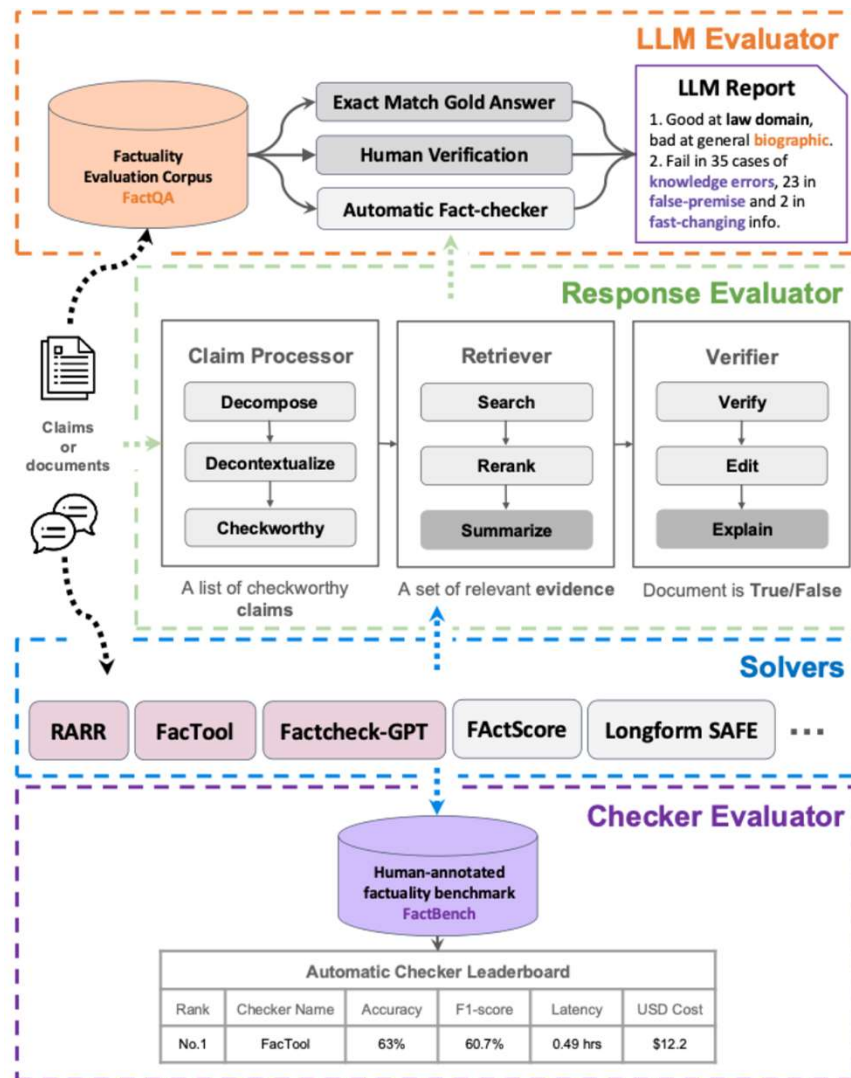 LLM Evaluator
Factuality
Evaluation Corpus
FactQA
Exact Match Gold Answer
Human Verification
Automatic Fact-checker
LLM Report
1. Good at law domain,
bad at general biographic.
2. Fail in 35 cases of
knowledge errors, 23 in
false-premise and 2 in
fast-changing info.
Response Evaluator
Claims
or
documents
Claim Processor
Decompose
Decontextualize
Checkworthy
A list of checkworthy
claims
Retriever
Search
Rerank
Summarize
A set of relevant evidence
Verifier
Verify
Edit
Explain
Document is True/False
Solvers
RARR
FacTool
Factcheck-GPT
FActScore
Longform SAFE
...
Checker Evaluator
Human-annotated
factuality benchmark
FactBench
Automatic Checker Leaderboard
Rank Checker Name Accuracy F1-score Latency USD Cost
No.1 FacTool 63% 60.7% 0.49 hrs $12.2